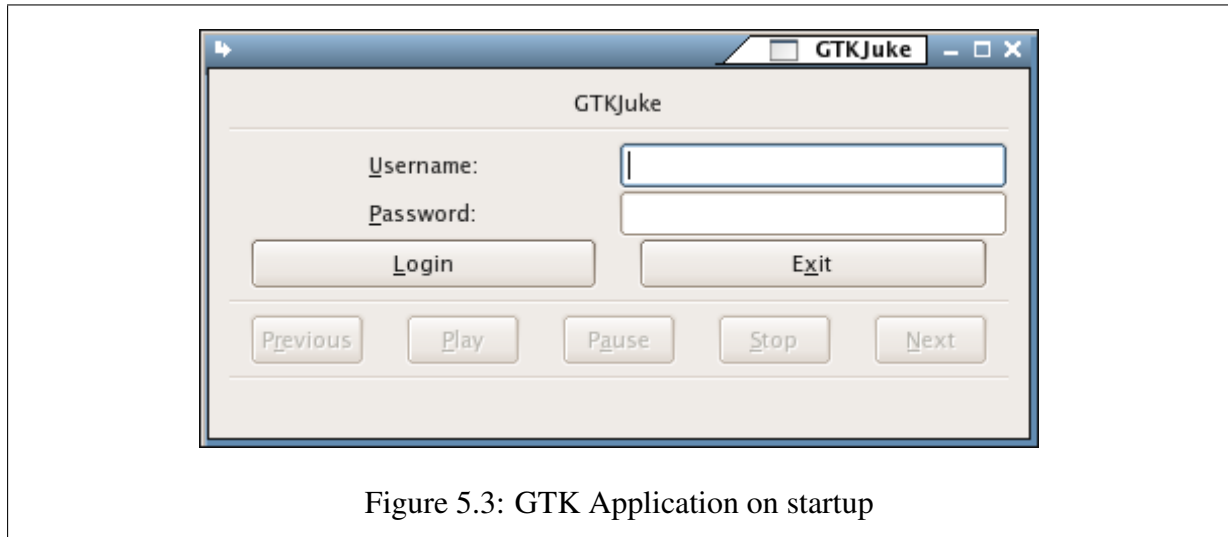 GTKJuke
GTKJuke
Username:
Password:
Login Exit
Previous Play Pause Stop Next
Figure 5.3: GTK Application on startup